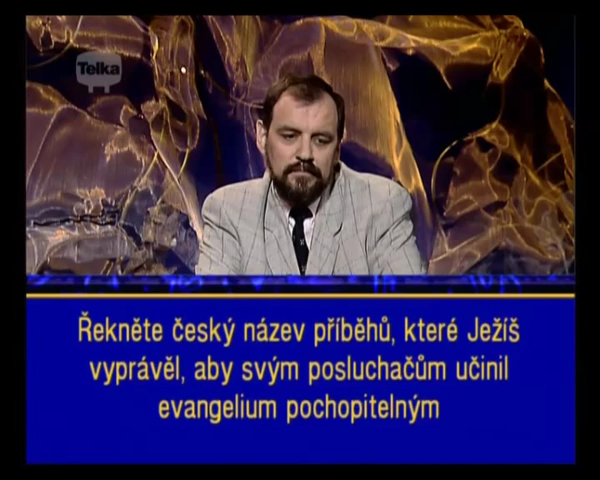 Telka
Řekněte český název příběhů, které Ježíš
vyprávěl, aby svým posluchačům učinil
evangelium pochopitelným